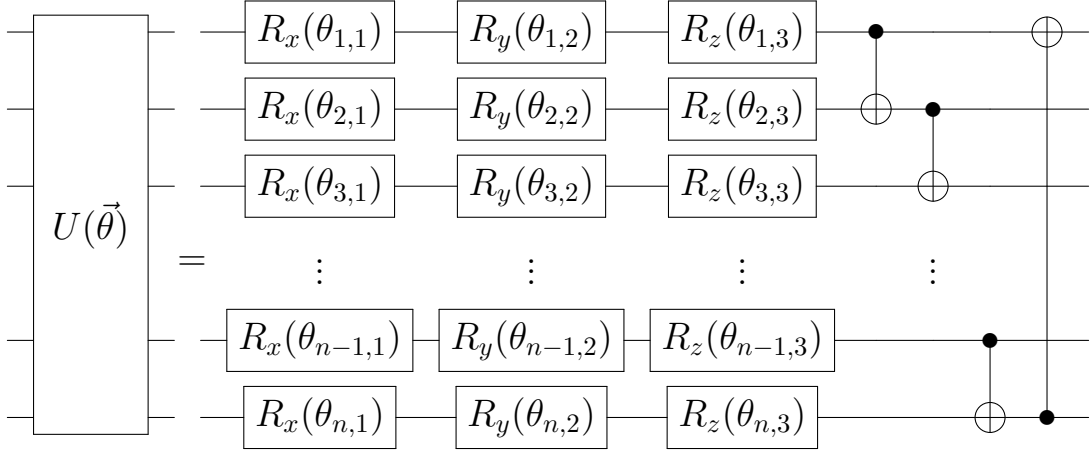 R_x(θ_{1,1}) R_y(θ_{1,2}) R_z(θ_{1,3})
R_x(θ_{2,1}) R_y(θ_{2,2}) R_z(θ_{2,3})
R_x(θ_{3,1}) R_y(θ_{3,2}) R_z(θ_{3,3})
U(\vec{θ}) = ⋮ ⋮ ⋮ ⋮
R_x(θ_{n−1,1}) R_y(θ_{n−1,2}) R_z(θ_{n−1,3})
R_x(θ_{n,1}) R_y(θ_{n,2}) R_z(θ_{n,3})